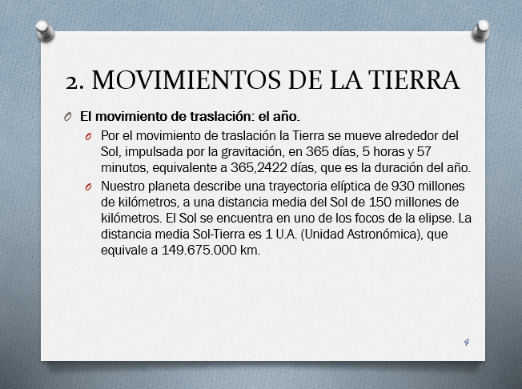 2. MOVIMIENTOS DE LA TIERRA
El movimiento de traslación: el año.
Por el movimiento de traslación la Tierra se mueve alrededor del
Sol, impulsada por la gravitación, en 365 días, 5 horas y 57
minutos, equivalente a 365,2422 días, que es la duración del año.
Nuestro planeta describe una trayectoria elíptica de 930 millones
de kilómetros, a una distancia media del Sol de 150 millones de
kilómetros. El Sol se encuentra en uno de los focos de la elipse. La
distancia media Sol-Tierra es 1 U.A. (Unidad Astronómica), que
equivale a 149.675.000 km.
4